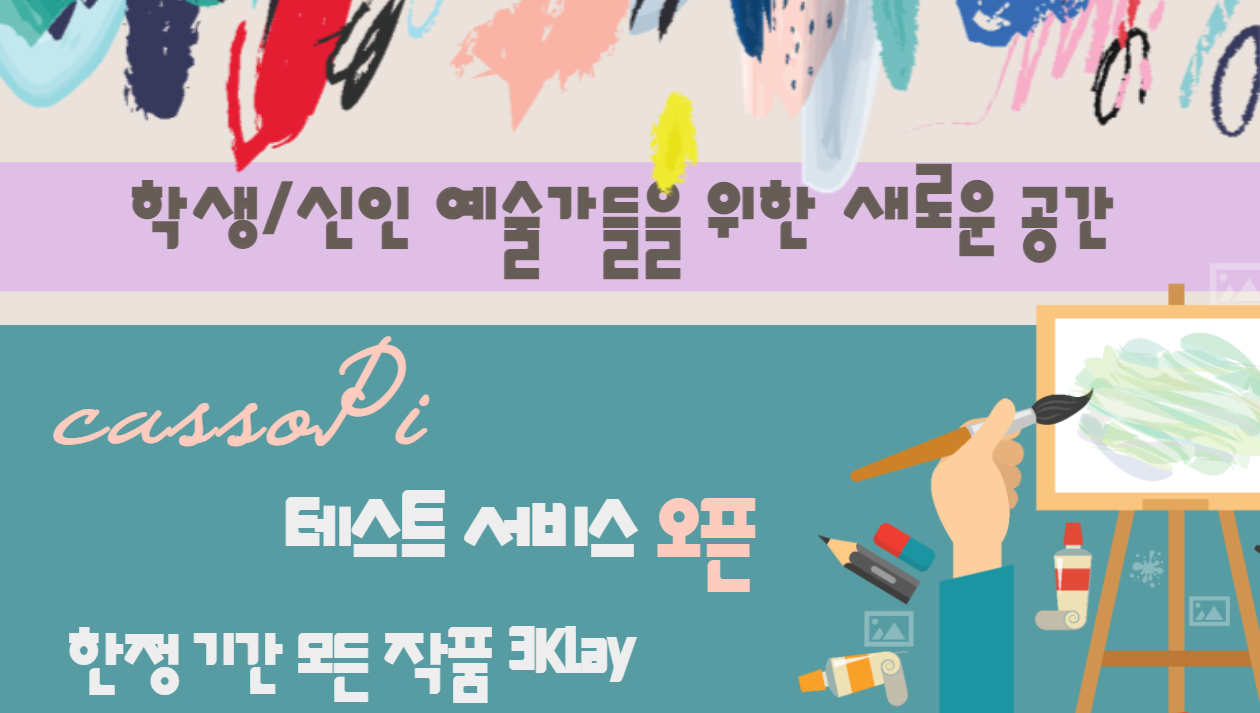 학생/신인 예술가들을 위한 새로운 공간
cassoPi
테스트 서비스 오픈
한정 기간 모든 작품 3Klay